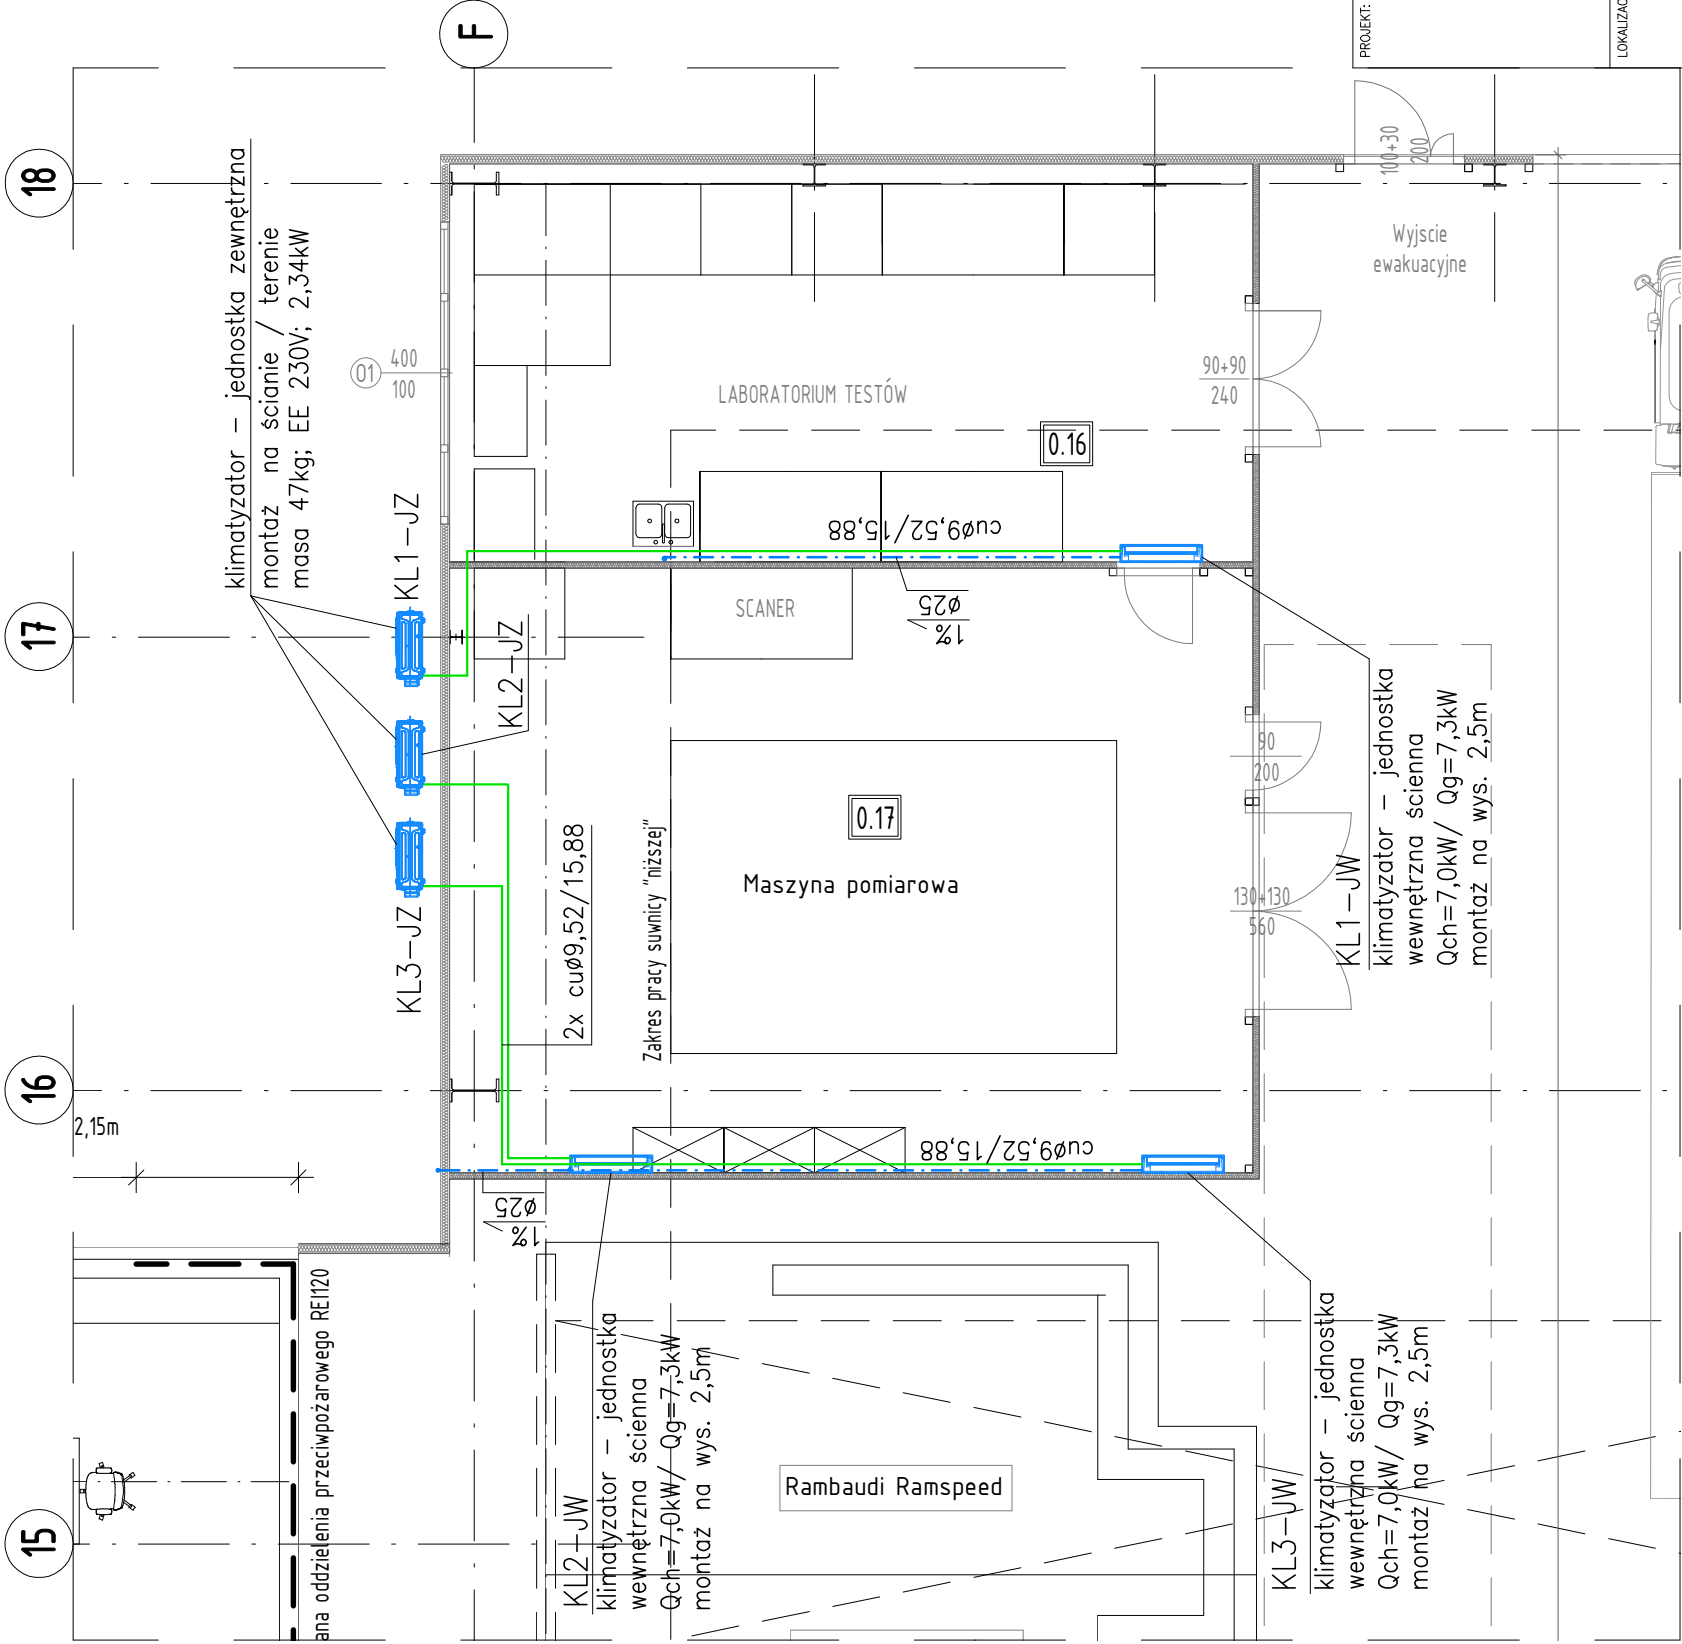 F
PROJEKT:
LOKALIZAC
18
17
16
15
klimatyzator – jednostka zewnętrzna
montaż na ścianie / terenie
masa 47kg; EE 230V; 2,34kW
KL1–JZ
KL2–JZ
KL3–JZ
01
400
100
LABORATORIUM TESTÓW
0.16
90+90
240
100+30
200
Wyjscie
ewakuacyjne
cuø9,52/15,88
ø25
1%
SCANER
0.17
Maszyna pomiarowa
Zakres pracy suwnicy "niższej"
2x cuø9,52/15,88
90
200
130+130
560
KL1–JW
klimatyzator – jednostka
wewnętrzna ścienna
Qch=7,0kW/ Qg=7,3kW
montaż na wys. 2,5m
2,15m
cuø9,52/15,88
ø25
1%
ana oddzielenia przeciwpożarowego REI120
KL2–JW
klimatyzator – jednostka
wewnętrzna ścienna
Qch=7,0kW/ Qg=7,3kW
montaż na wys. 2,5m
Rambaudi Ramspeed
KL3–JW
klimatyzator – jednostka
wewnętrzna ścienna
Qch=7,0kW/ Qg=7,3kW
montaż na wys. 2,5m